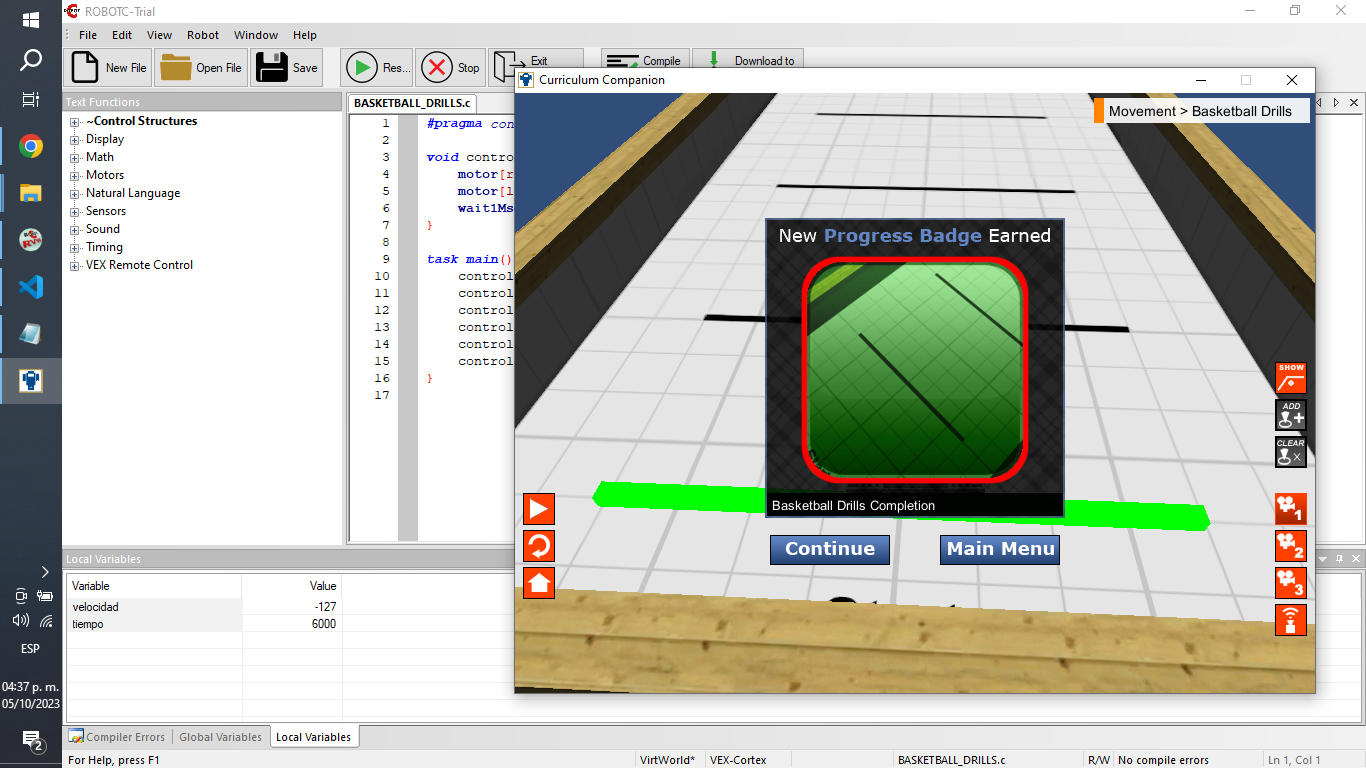 ROBOTC-Trial
File Edit View Robot Window Help
New File Open File Save Res... Stop Exit Compile Download to
Text Functions
~Control Structures
Display
Math
Motors
Natural Language
Sensors
Sound
Timing
VEX Remote Control
BASKETBALL_DRILLS.c
1 #pragma con
2
3 void contro
4 motor[r
5 motor[l
6 wait1Ms
7 }
8
9 task main()
10 control
11 control
12 control
13 control
14 control
15 control
16 }
17
Curriculum Companion
Movement > Basketball Drills
New Progress Badge Earned
Basketball Drills Completion
Continue Main Menu
SHOW
ADD
CLEAR
1
2
3
Local Variables
Variable Value
velocidad -127
tiempo 6000
Compiler Errors Global Variables Local Variables
For Help, press F1 VirtWorld* VEX-Cortex BASKETBALL_DRILLS.c R/W No compile errors Ln 1, Col 1
ESP
04:37 p. m.
05/10/2023
2